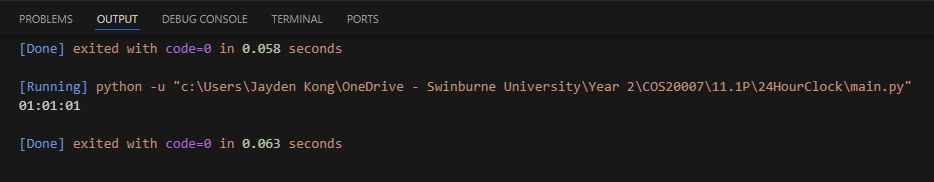 PROBLEMS OUTPUT DEBUG CONSOLE TERMINAL PORTS
[Done] exited with code=0 in 0.058 seconds
[Running] python -u "c:\Users\Jayden Kong\OneDrive - Swinburne University\Year 2\COS20007\11.1P\24HourClock\main.py"
01:01:01
[Done] exited with code=0 in 0.063 seconds